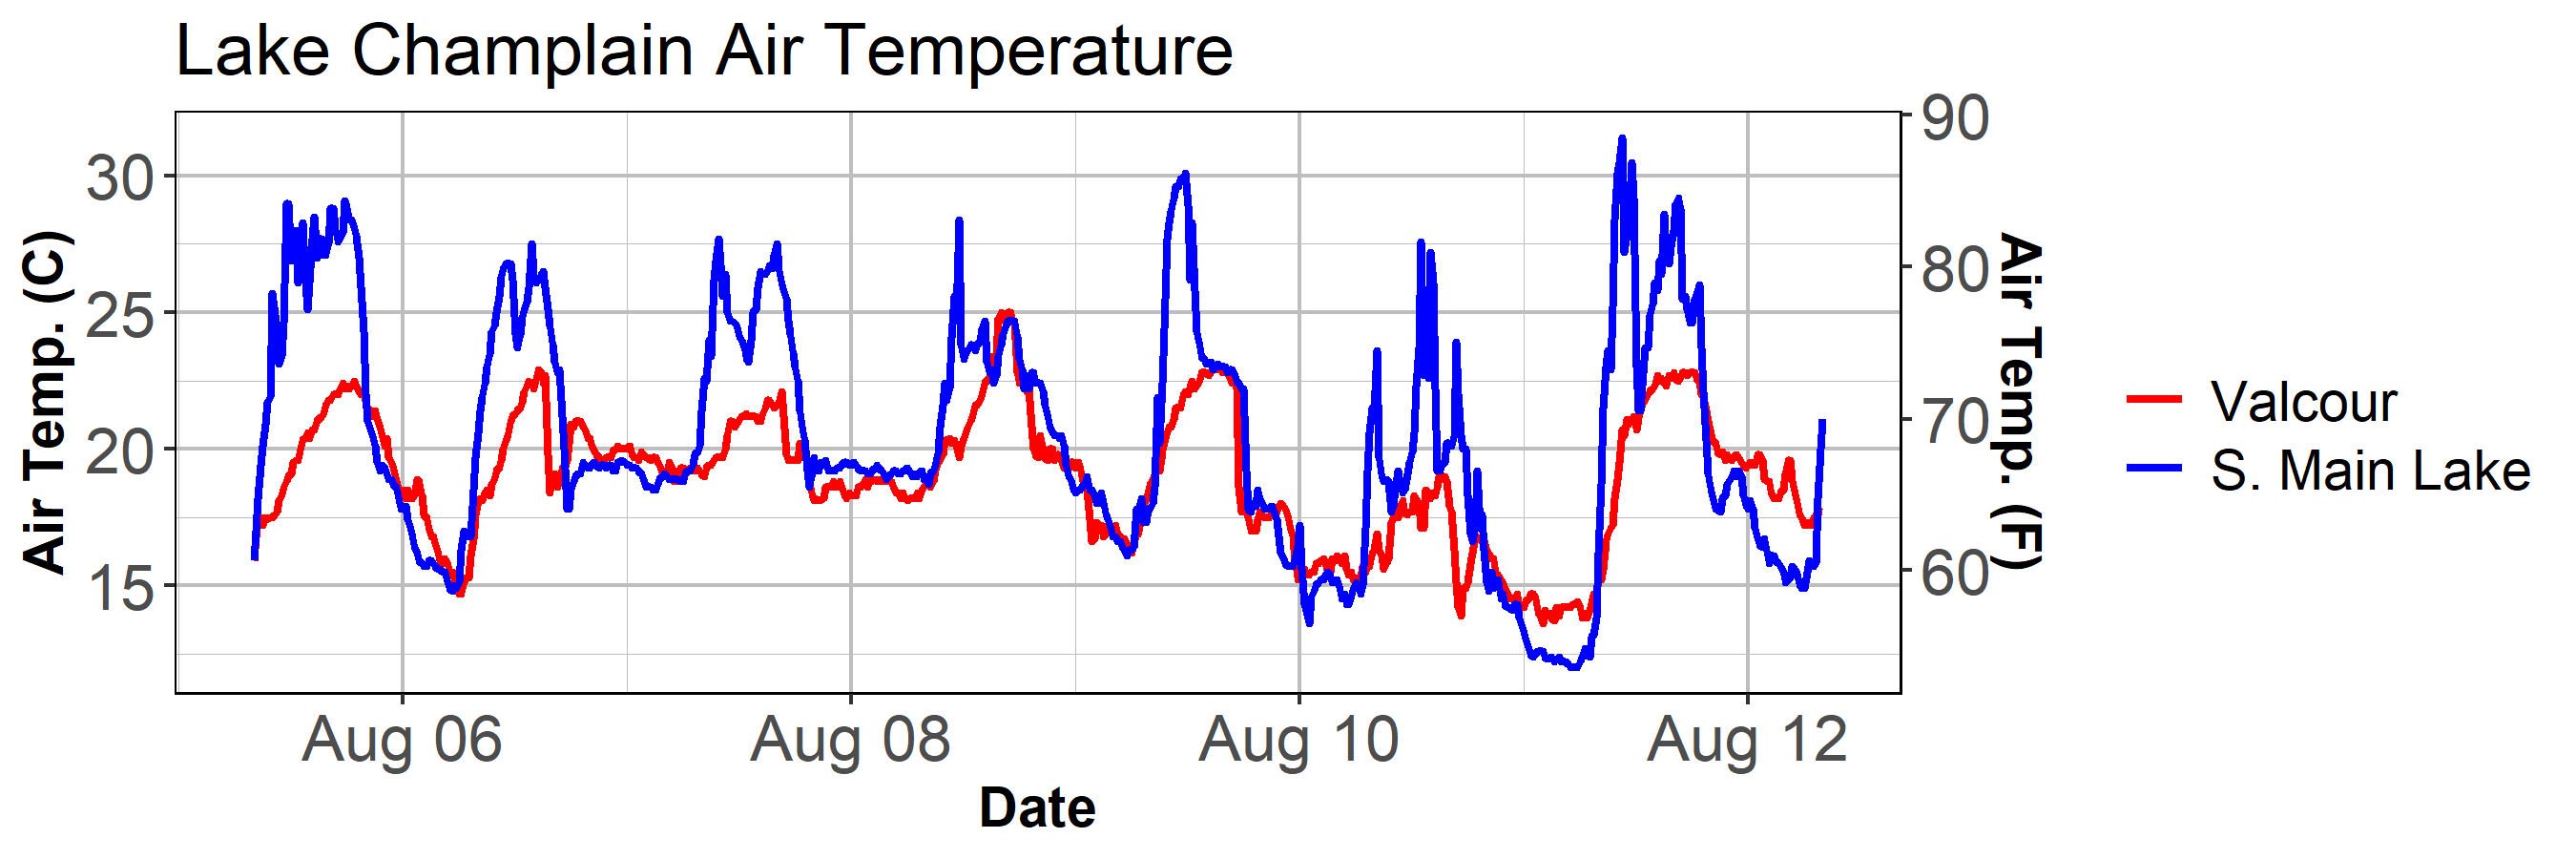 Lake Champlain Air Temperature
Air Temp. (C)
30
25
20
15
90
80
70
60
Air Temp. (F)
Aug 06
Aug 08
Aug 10
Aug 12
Date
Valcour
S. Main Lake